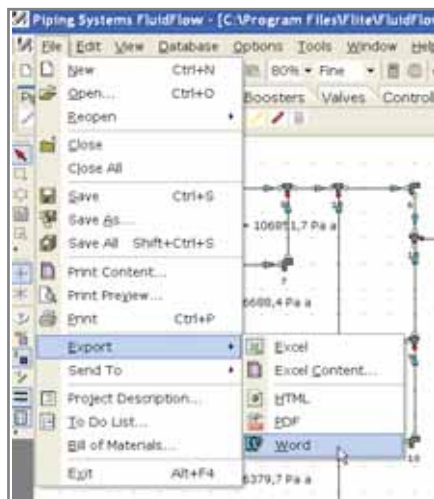 Piping Systems FluidFlow - [C:\Program Files\Flite\FluidFlow
File Edit View Database Options Tools Window Help
80% Fine
Boosters Valves Control
New Ctrl+N
Open... Ctrl+O
Reopen
Close
Close All
Save Ctrl+S
Save As...
Save All Shift+Ctrl+S
Print Content...
Print Preview...
Print Ctrl+P
Export
Send To
Project Description...
To Do List...
Bill of Materials...
Exit Alt+F4
Excel
Excel Content...
HTML
PDF
Word
106851,7 Pa a
7
6688,4 Pa a
6379,7 Pa a